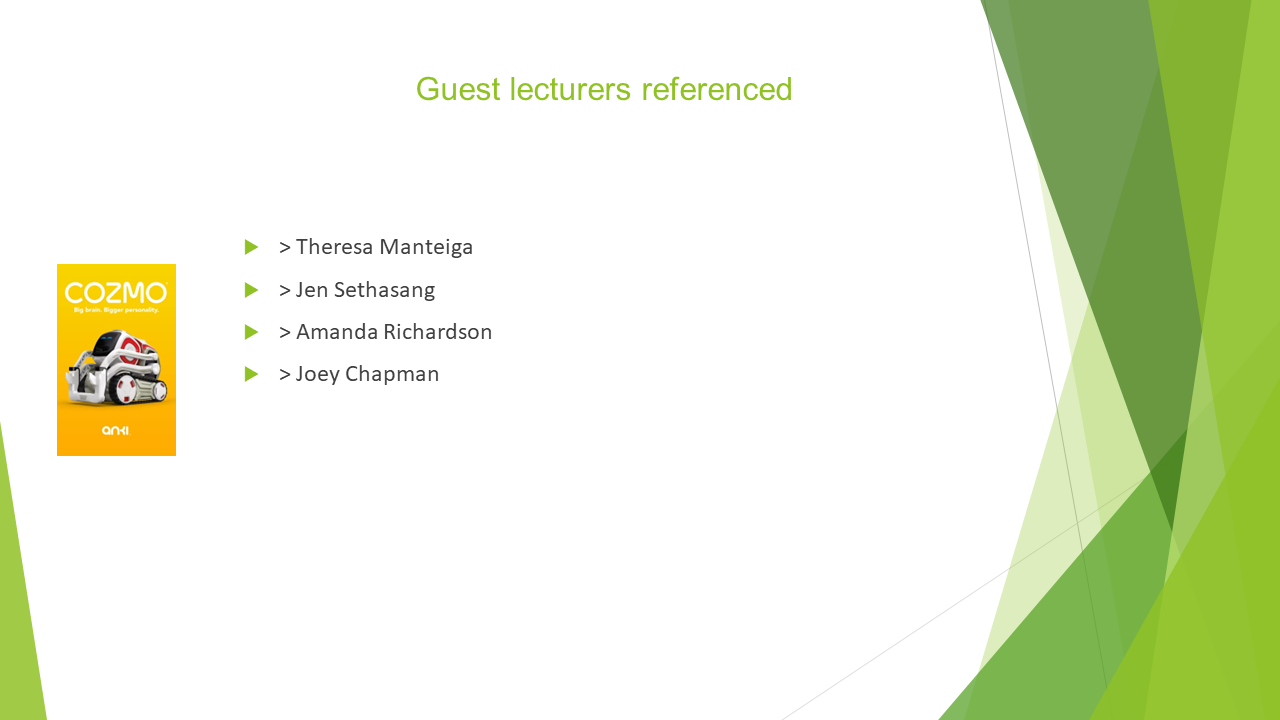 Guest lecturers referenced
> Theresa Manteiga
> Jen Sethasang
> Amanda Richardson
> Joey Chapman
COZMO
Big brain. Bigger personality.
anki